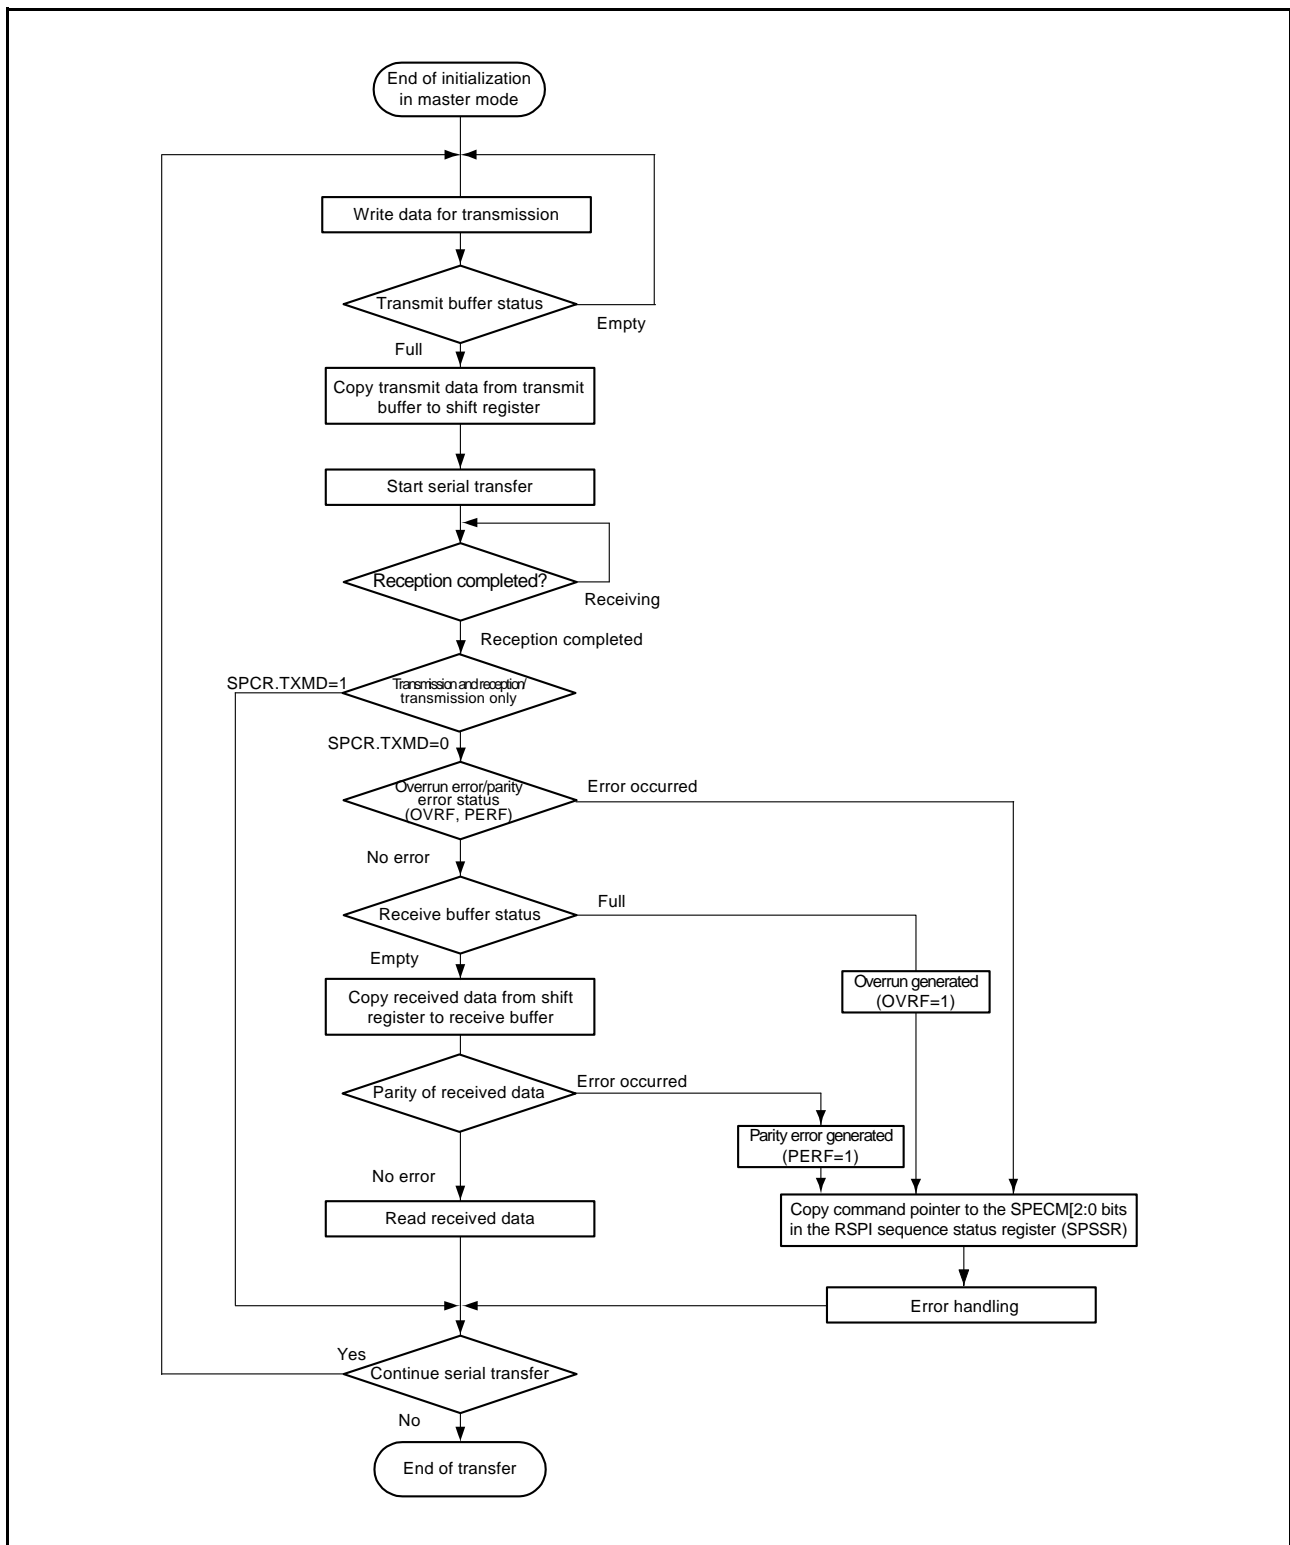 End of initialization
in master mode
Write data for transmission
Transmit buffer status
Empty
Full
Copy transmit data from transmit
buffer to shift register
Start serial transfer
Reception completed?
Receiving
Reception completed
SPCR.TXMD=1
Transmission and reception/
transmission only
SPCR.TXMD=0
Overrun error/parity
error status
(OVRF, PERF)
Error occurred
No error
Receive buffer status
Full
Empty
Overrun generated
(OVRF=1)
Copy received data from shift
register to receive buffer
Parity of received data
Error occurred
Parity error generated
(PERF=1)
No error
Read received data
Copy command pointer to the SPECM[2:0 bits
in the RSPI sequence status register (SPSSR)
Error handling
Yes
Continue serial transfer
No
End of transfer